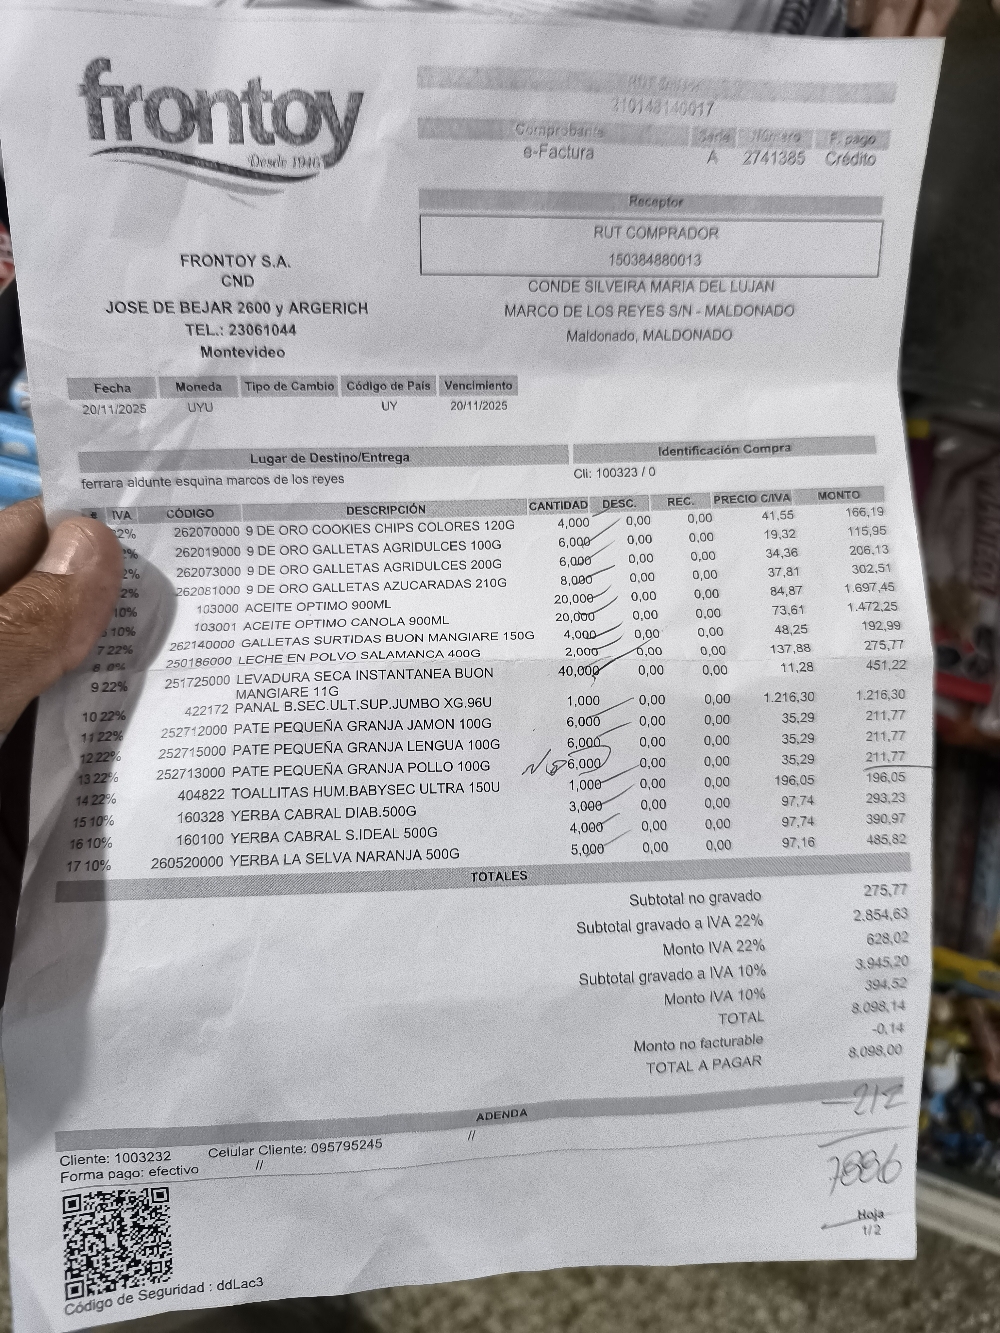 frontoy
Desde 1946
FRONTOY S.A.
CND
JOSE DE BEJAR 2600 y ARGERICH
TEL.: 23061044
Montevideo
RUT
210143140017
Comprobante Serie Número F. pago
e-Factura A 2741385 Crédito
Receptor
RUT COMPRADOR
150384880013
CONDE SILVEIRA MARIA DEL LUJAN
MARCO DE LOS REYES S/N - MALDONADO
Maldonado, MALDONADO
Fecha Moneda Tipo de Cambio Código de País Vencimiento
20/11/2025 UYU UY 20/11/2025
Lugar de Destino/Entrega Identificación Compra
ferrara aldunte esquina marcos de los reyes Cli: 100323 / 0
# IVA CÓDIGO DESCRIPCIÓN CANTIDAD DESC. REC. PRECIO C/IVA MONTO
2% 262070000 9 DE ORO COOKIES CHIPS COLORES 120G 4,000 0,00 0,00 41,55 166,19
% 262019000 9 DE ORO GALLETAS AGRIDULCES 100G 6,000 0,00 0,00 19,32 115,95
2% 262073000 9 DE ORO GALLETAS AGRIDULCES 200G 6,000 0,00 0,00 34,36 206,13
2% 262081000 9 DE ORO GALLETAS AZUCARADAS 210G 8,000 0,00 0,00 37,81 302,51
10% 103000 ACEITE OPTIMO 900ML 20,000 0,00 0,00 84,87 1.697,45
10% 103001 ACEITE OPTIMO CANOLA 900ML 20,000 0,00 0,00 73,61 1.472,25
7 22% 262140000 GALLETAS SURTIDAS BUON MANGIARE 150G 4,000 0,00 0,00 48,25 192,99
8 0% 250186000 LECHE EN POLVO SALAMANCA 400G 2,000 0,00 0,00 137,88 275,77
9 22% 251725000 LEVADURA SECA INSTANTANEA BUON 40,000 0,00 0,00 11,28 451,22
MANGIARE 11G
10 22% 422172 PANAL B.SEC.ULT.SUP.JUMBO XG.96U 1,000 0,00 0,00 1.216,30 1.216,30
11 22% 252712000 PATE PEQUEÑA GRANJA JAMON 100G 6,000 0,00 0,00 35,29 211,77
12 22% 252715000 PATE PEQUEÑA GRANJA LENGUA 100G 6,000 0,00 0,00 35,29 211,77
13 22% 252713000 PATE PEQUEÑA GRANJA POLLO 100G No 6,000 0,00 0,00 35,29 211,77
14 22% 404822 TOALLITAS HUM.BABYSEC ULTRA 150U 1,000 0,00 0,00 196,05 196,05
15 10% 160328 YERBA CABRAL DIAB.500G 3,000 0,00 0,00 97,74 293,23
16 10% 160100 YERBA CABRAL S.IDEAL 500G 4,000 0,00 0,00 97,74 390,97
17 10% 260520000 YERBA LA SELVA NARANJA 500G 5,000 0,00 0,00 97,16 485,82
TOTALES
Subtotal no gravado 275,77
Subtotal gravado a IVA 22% 2.854,63
Monto IVA 22% 628,02
Subtotal gravado a IVA 10% 3.945,20
Monto IVA 10% 394,52
TOTAL 8.098,14
Monto no facturable -0,14
TOTAL A PAGAR 8.098,00
-212
7886
ADENDA
Cliente: 1003232 Celular Cliente: 095795245 //
Forma pago: efectivo //
Hoja
1/2
Código de Seguridad : ddLac3